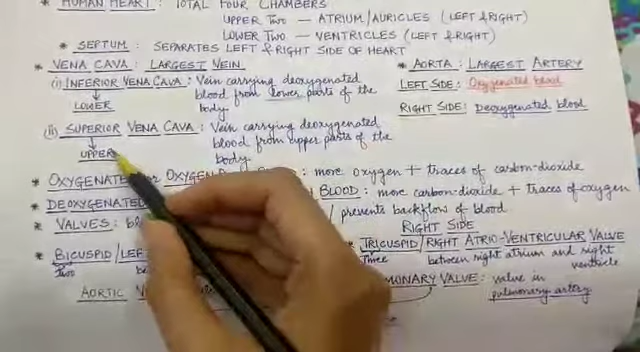 * HUMAN HEART: TOTAL FOUR CHAMBERS
UPPER TWO — ATRIUM/AURICLES (LEFT & RIGHT)
LOWER TWO — VENTRICLES (LEFT & RIGHT)
* SEPTUM: SEPARATES LEFT & RIGHT SIDE OF HEART
* VENA CAVA: LARGEST VEIN
(i) INFERIOR VENA CAVA: Vein carrying deoxygenated
blood from lower parts of the
LOWER
body
(ii) SUPERIOR VENA CAVA: Vein carrying deoxygenated
blood from upper parts of the
UPPER
body
* AORTA: LARGEST ARTERY
LEFT SIDE: Oxygenated blood
RIGHT SIDE: Deoxygenated blood
* OXYGENATED or OXYGEN : more oxygen + traces of carbon-dioxide
* DEOXYGENATED BLOOD: more carbon-dioxide + traces of oxygen
* VALVES: / prevents backflow of blood
RIGHT SIDE
* BICUSPID/LEFT
Two
* TRICUSPID/RIGHT ATRIO-VENTRICULAR VALVE
Three between right atrium and right
ventricle
AORTIC
VALVE: valve in
pulmonary artery